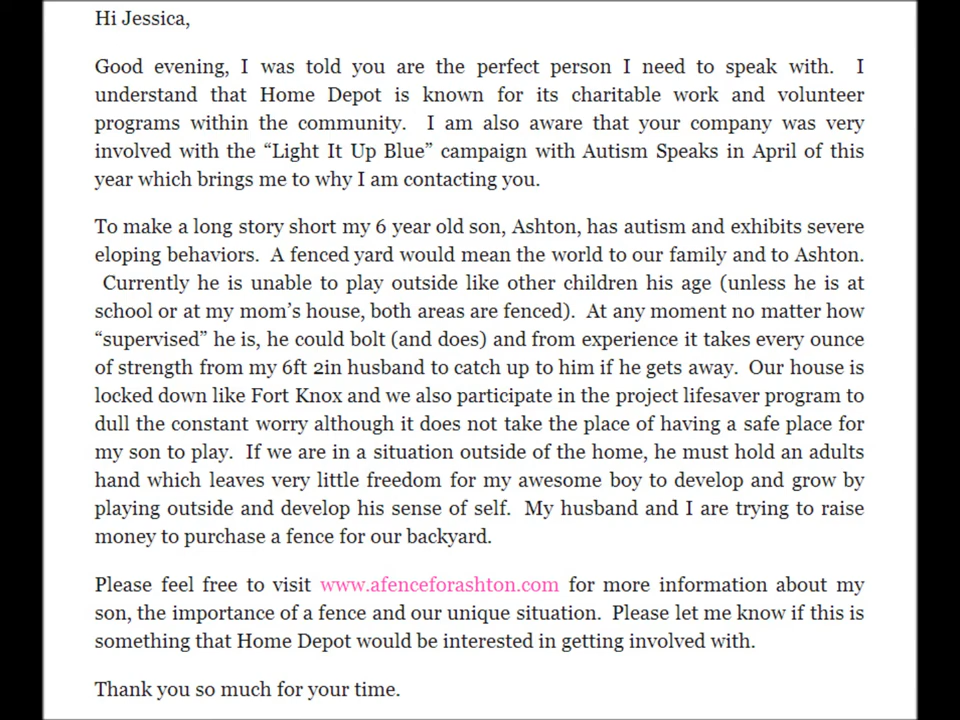 Hi Jessica,
Good evening, I was told you are the perfect person I need to speak with. I
understand that Home Depot is known for its charitable work and volunteer
programs within the community. I am also aware that your company was very
involved with the “Light It Up Blue” campaign with Autism Speaks in April of this
year which brings me to why I am contacting you.
To make a long story short my 6 year old son, Ashton, has autism and exhibits severe
eloping behaviors. A fenced yard would mean the world to our family and to Ashton.
Currently he is unable to play outside like other children his age (unless he is at
school or at my mom’s house, both areas are fenced). At any moment no matter how
“supervised” he is, he could bolt (and does) and from experience it takes every ounce
of strength from my 6ft 2in husband to catch up to him if he gets away. Our house is
locked down like Fort Knox and we also participate in the project lifesaver program to
dull the constant worry although it does not take the place of having a safe place for
my son to play. If we are in a situation outside of the home, he must hold an adults
hand which leaves very little freedom for my awesome boy to develop and grow by
playing outside and develop his sense of self. My husband and I are trying to raise
money to purchase a fence for our backyard.
Please feel free to visit www.afenceforashton.com for more information about my
son, the importance of a fence and our unique situation. Please let me know if this is
something that Home Depot would be interested in getting involved with.
Thank you so much for your time.